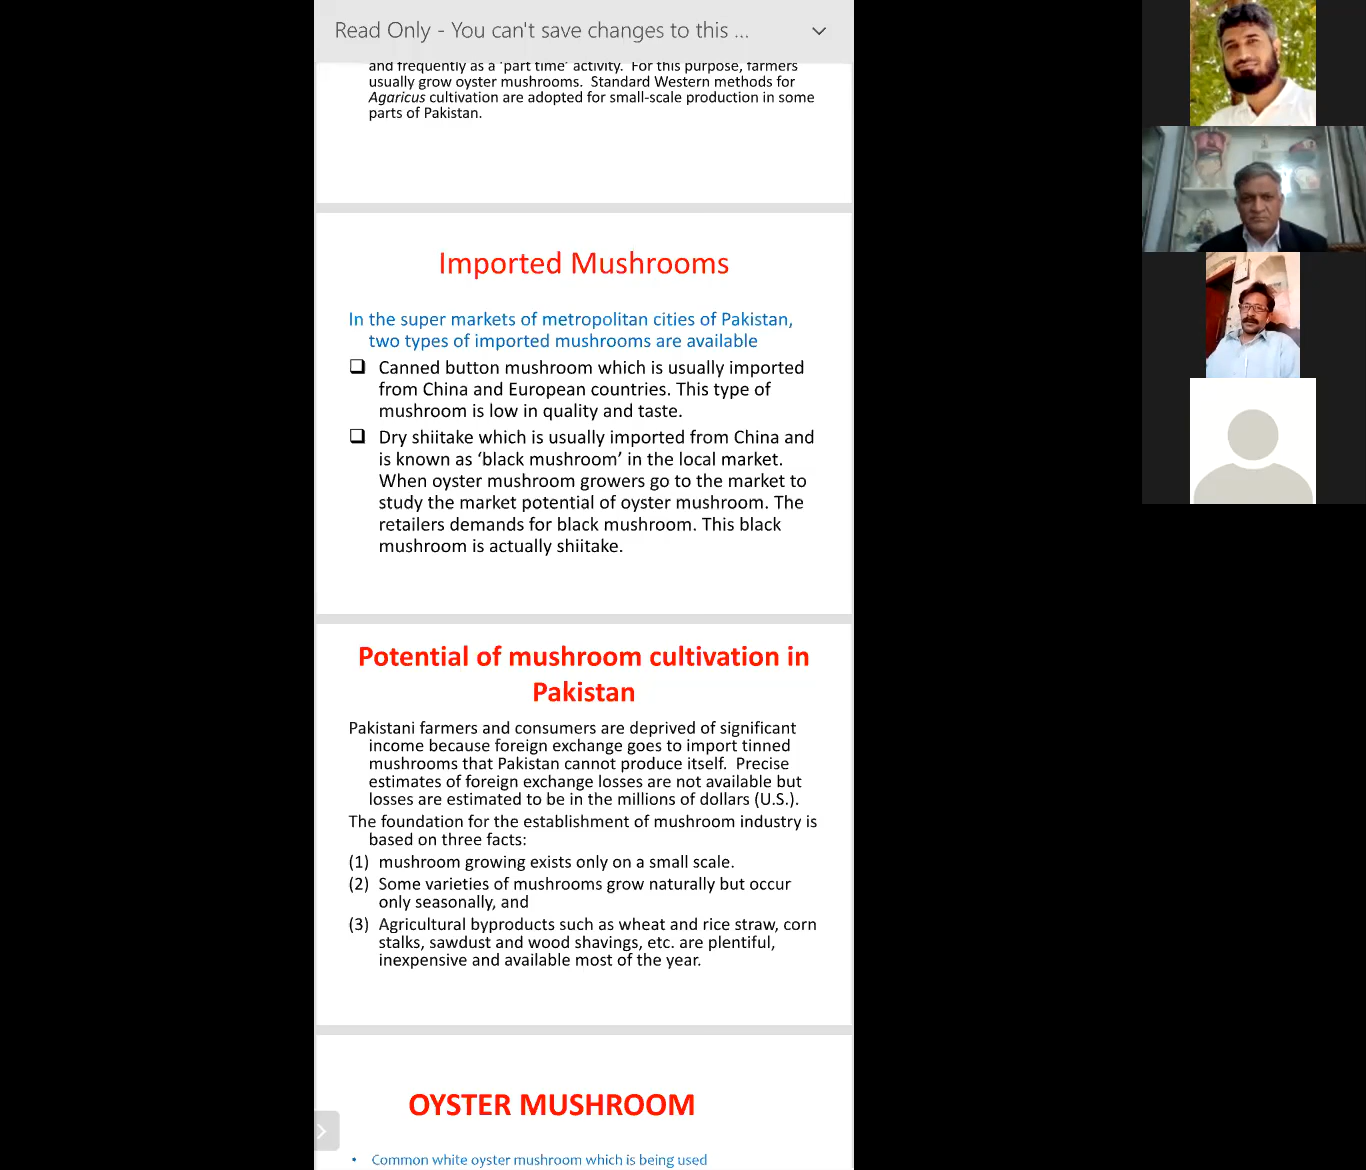 Read Only - You can't save changes to this ...
and frequently as a 'part time' activity. For this purpose, farmers
usually grow oyster mushrooms. Standard Western methods for
Agaricus cultivation are adopted for small-scale production in some
parts of Pakistan.
Imported Mushrooms
In the super markets of metropolitan cities of Pakistan,
two types of imported mushrooms are available
❑ Canned button mushroom which is usually imported
from China and European countries. This type of
mushroom is low in quality and taste.
❑ Dry shiitake which is usually imported from China and
is known as ‘black mushroom’ in the local market.
When oyster mushroom growers go to the market to
study the market potential of oyster mushroom. The
retailers demands for black mushroom. This black
mushroom is actually shiitake.
Potential of mushroom cultivation in
Pakistan
Pakistani farmers and consumers are deprived of significant
income because foreign exchange goes to import tinned
mushrooms that Pakistan cannot produce itself. Precise
estimates of foreign exchange losses are not available but
losses are estimated to be in the millions of dollars (U.S.).
The foundation for the establishment of mushroom industry is
based on three facts:
(1) mushroom growing exists only on a small scale.
(2) Some varieties of mushrooms grow naturally but occur
only seasonally, and
(3) Agricultural byproducts such as wheat and rice straw, corn
stalks, sawdust and wood shavings, etc. are plentiful,
inexpensive and available most of the year.
OYSTER MUSHROOM
• Common white oyster mushroom which is being used